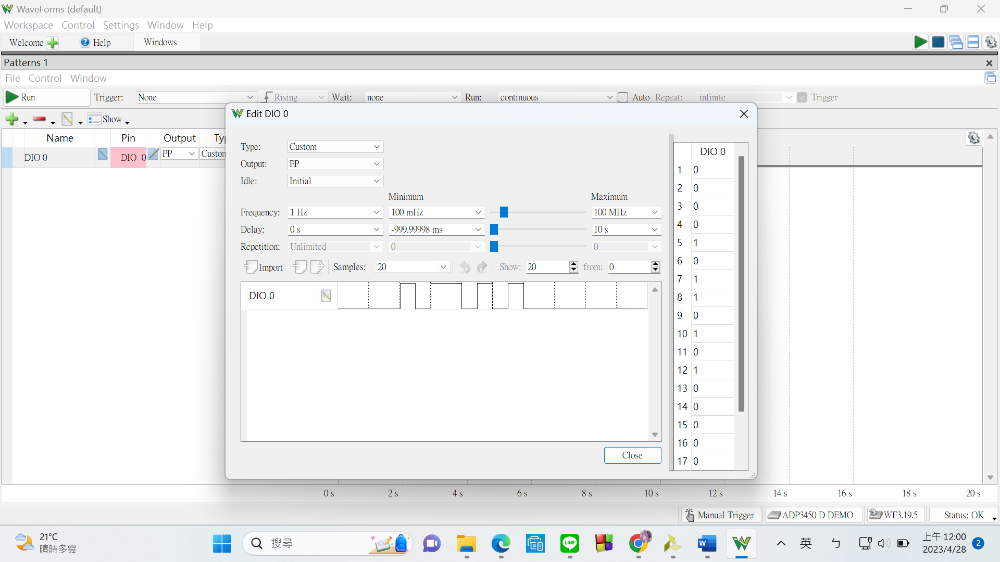 WaveForms (default)
Workspace Control Settings Window Help
Welcome Help Windows
Patterns 1
File Control Window
Run Trigger: None Rising Wait: none Run: continuous Auto Repeat: infinite Trigger
Show
Name Pin Output Typ
DIO 0 DIO 0 PP Custon
Edit DIO 0
Type: Custom
Output: PP
Idle: Initial
Minimum Maximum
Frequency: 1 Hz 100 mHz 100 MHz
Delay: 0 s -999.99998 ms 10 s
Repetition: Unlimited 0 0
Import Samples: 20 Show: 20 from: 0
DIO 0
Close
DIO 0
1 0
2 0
3 0
4 0
5 1
6 0
7 1
8 1
9 0
10 1
11 0
12 1
13 0
14 0
15 0
16 0
17 0
0 s 2 s 4 s 6 s 8 s 10 s 12 s 14 s 16 s 18 s 20 s
Manual Trigger ADP3450 D DEMO WF3.19.5 Status: OK
21°C
晴時多雲
搜尋
LINE
W
英 ㄅ
上午 12:00
2023/4/28
2